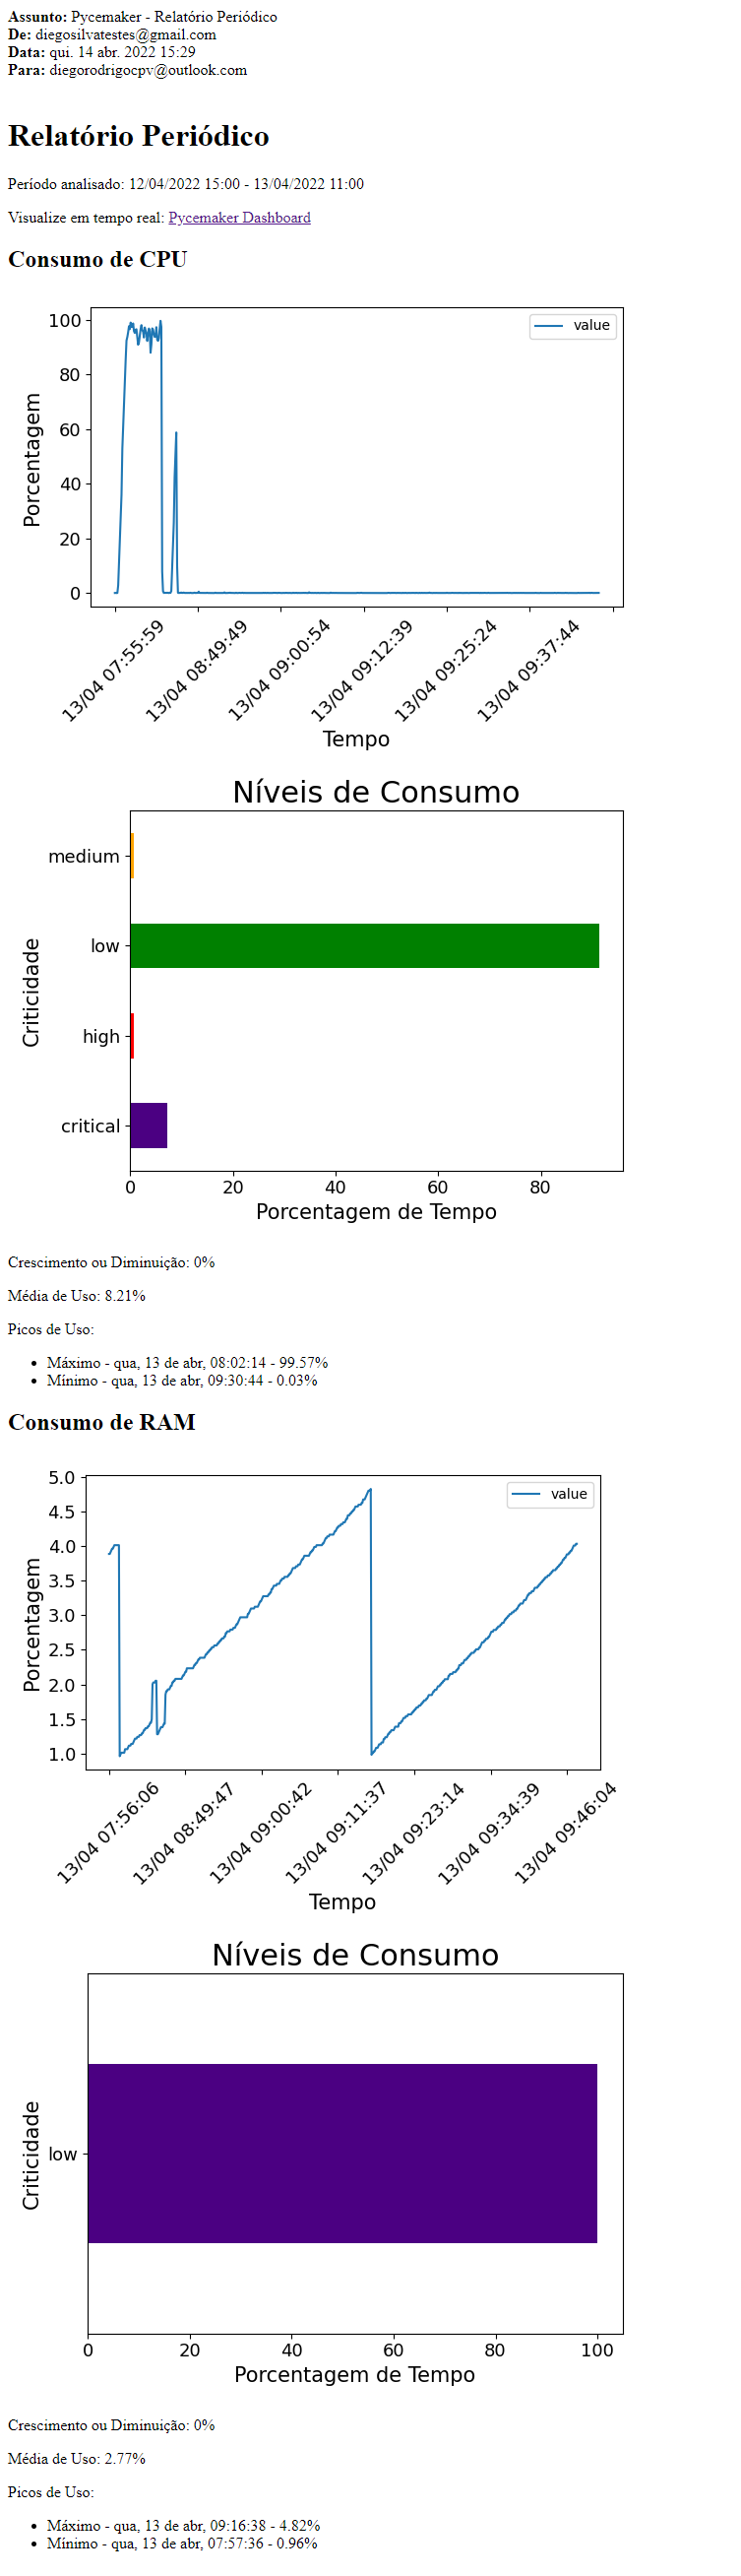 Assunto: Pycemaker - Relatório Periódico
De: diegosilvatestes@gmail.com
Data: qui. 14 abr. 2022 15:29
Para: diegorodrigocpv@outlook.com
Relatório Periódico
Período analisado: 12/04/2022 15:00 - 13/04/2022 11:00
Visualize em tempo real: Pycemaker Dashboard
Consumo de CPU
value
100
80
60
40
20
0
Porcentagem
13/04 07:55:59
13/04 08:49:49
13/04 09:00:54
13/04 09:12:39
13/04 09:25:24
13/04 09:37:44
Tempo
Níveis de Consumo
medium
low
high
critical
Criticidade
0 20 40 60 80
Porcentagem de Tempo
Crescimento ou Diminuição: 0%
Média de Uso: 8.21%
Picos de Uso:
• Máximo - qua, 13 de abr, 08:02:14 - 99.57%
• Mínimo - qua, 13 de abr, 09:30:44 - 0.03%
Consumo de RAM
value
5.0
4.5
4.0
3.5
3.0
2.5
2.0
1.5
1.0
Porcentagem
13/04 07:56:06
13/04 08:49:47
13/04 09:00:42
13/04 09:11:37
13/04 09:23:14
13/04 09:34:39
13/04 09:46:04
Tempo
Níveis de Consumo
low
Criticidade
0 20 40 60 80 100
Porcentagem de Tempo
Crescimento ou Diminuição: 0%
Média de Uso: 2.77%
Picos de Uso:
• Máximo - qua, 13 de abr, 09:16:38 - 4.82%
• Mínimo - qua, 13 de abr, 07:57:36 - 0.96%